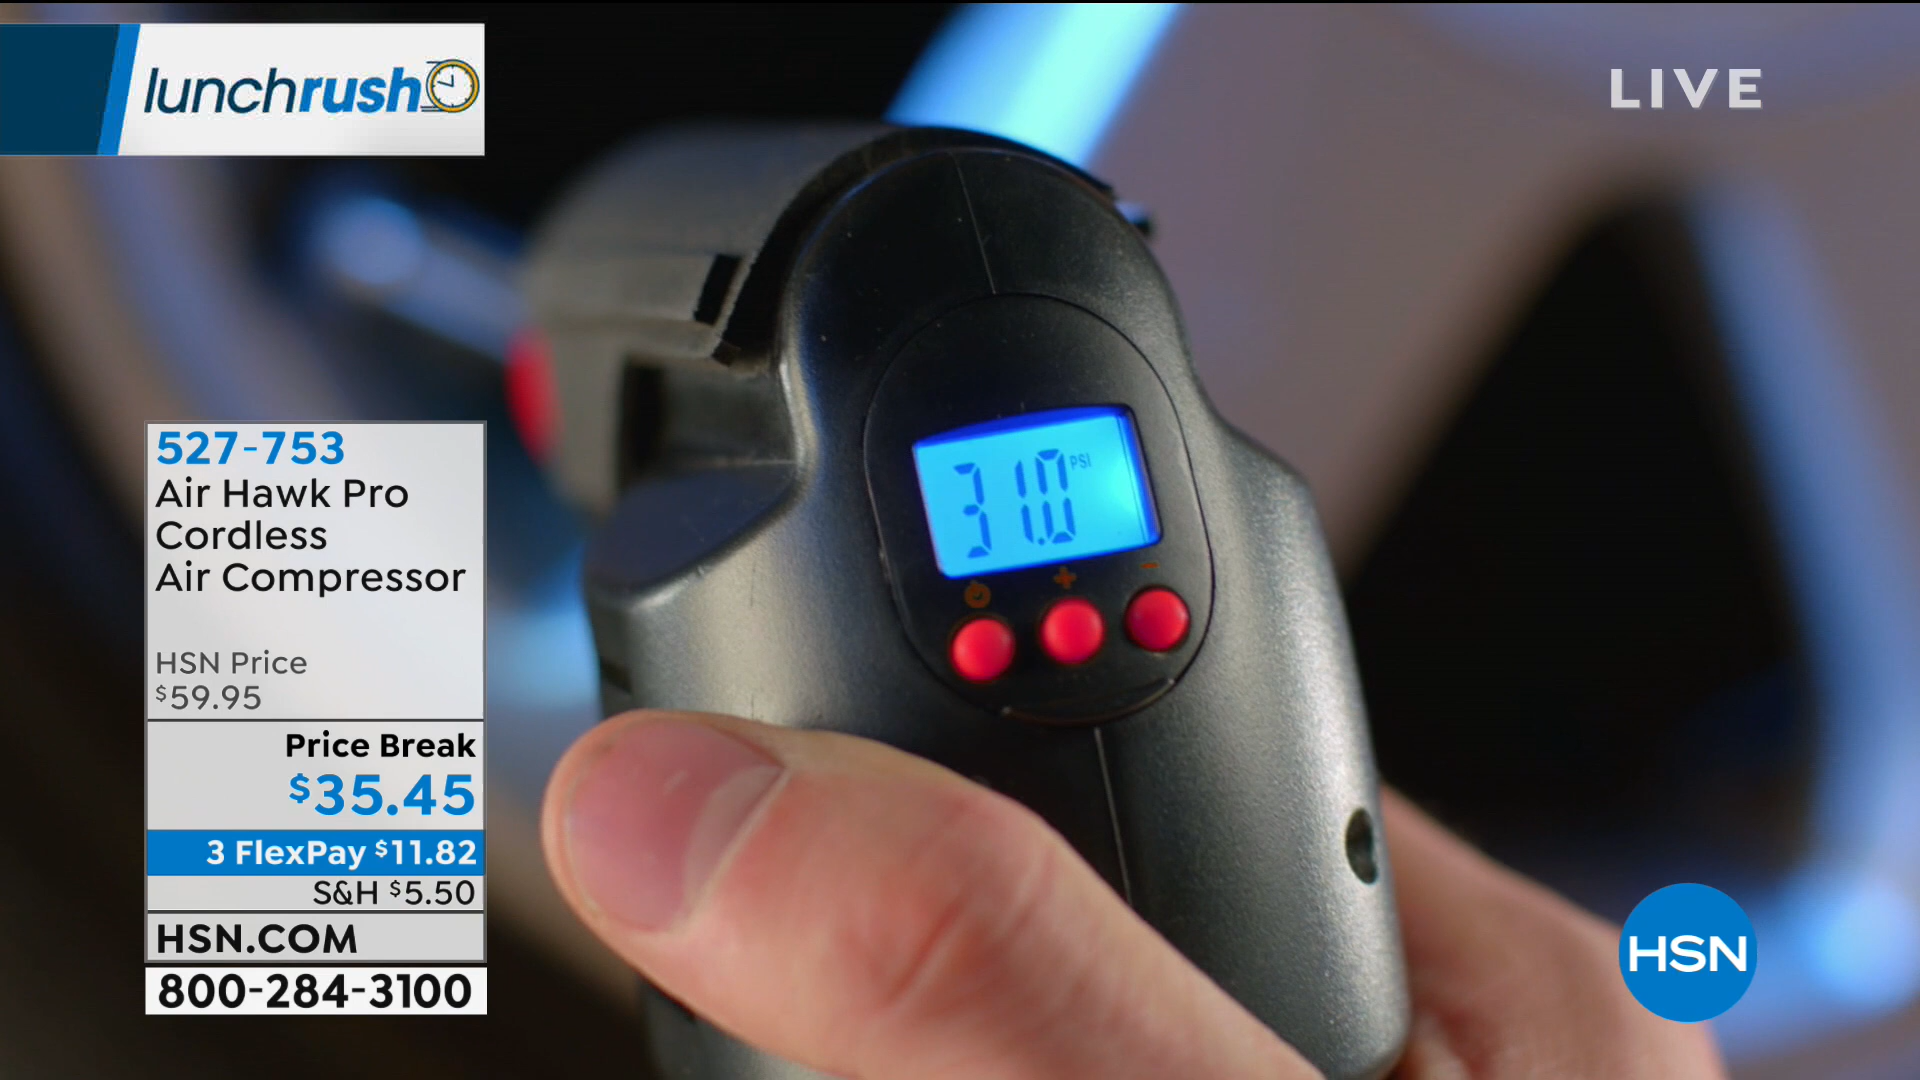 lunchrush
LIVE
527-753
Air Hawk Pro
Cordless
Air Compressor
HSN Price
$59.95
Price Break
$35.45
3 FlexPay $11.82
S&H $5.50
HSN.COM
800-284-3100
31.0 PSI
+ -
HSN